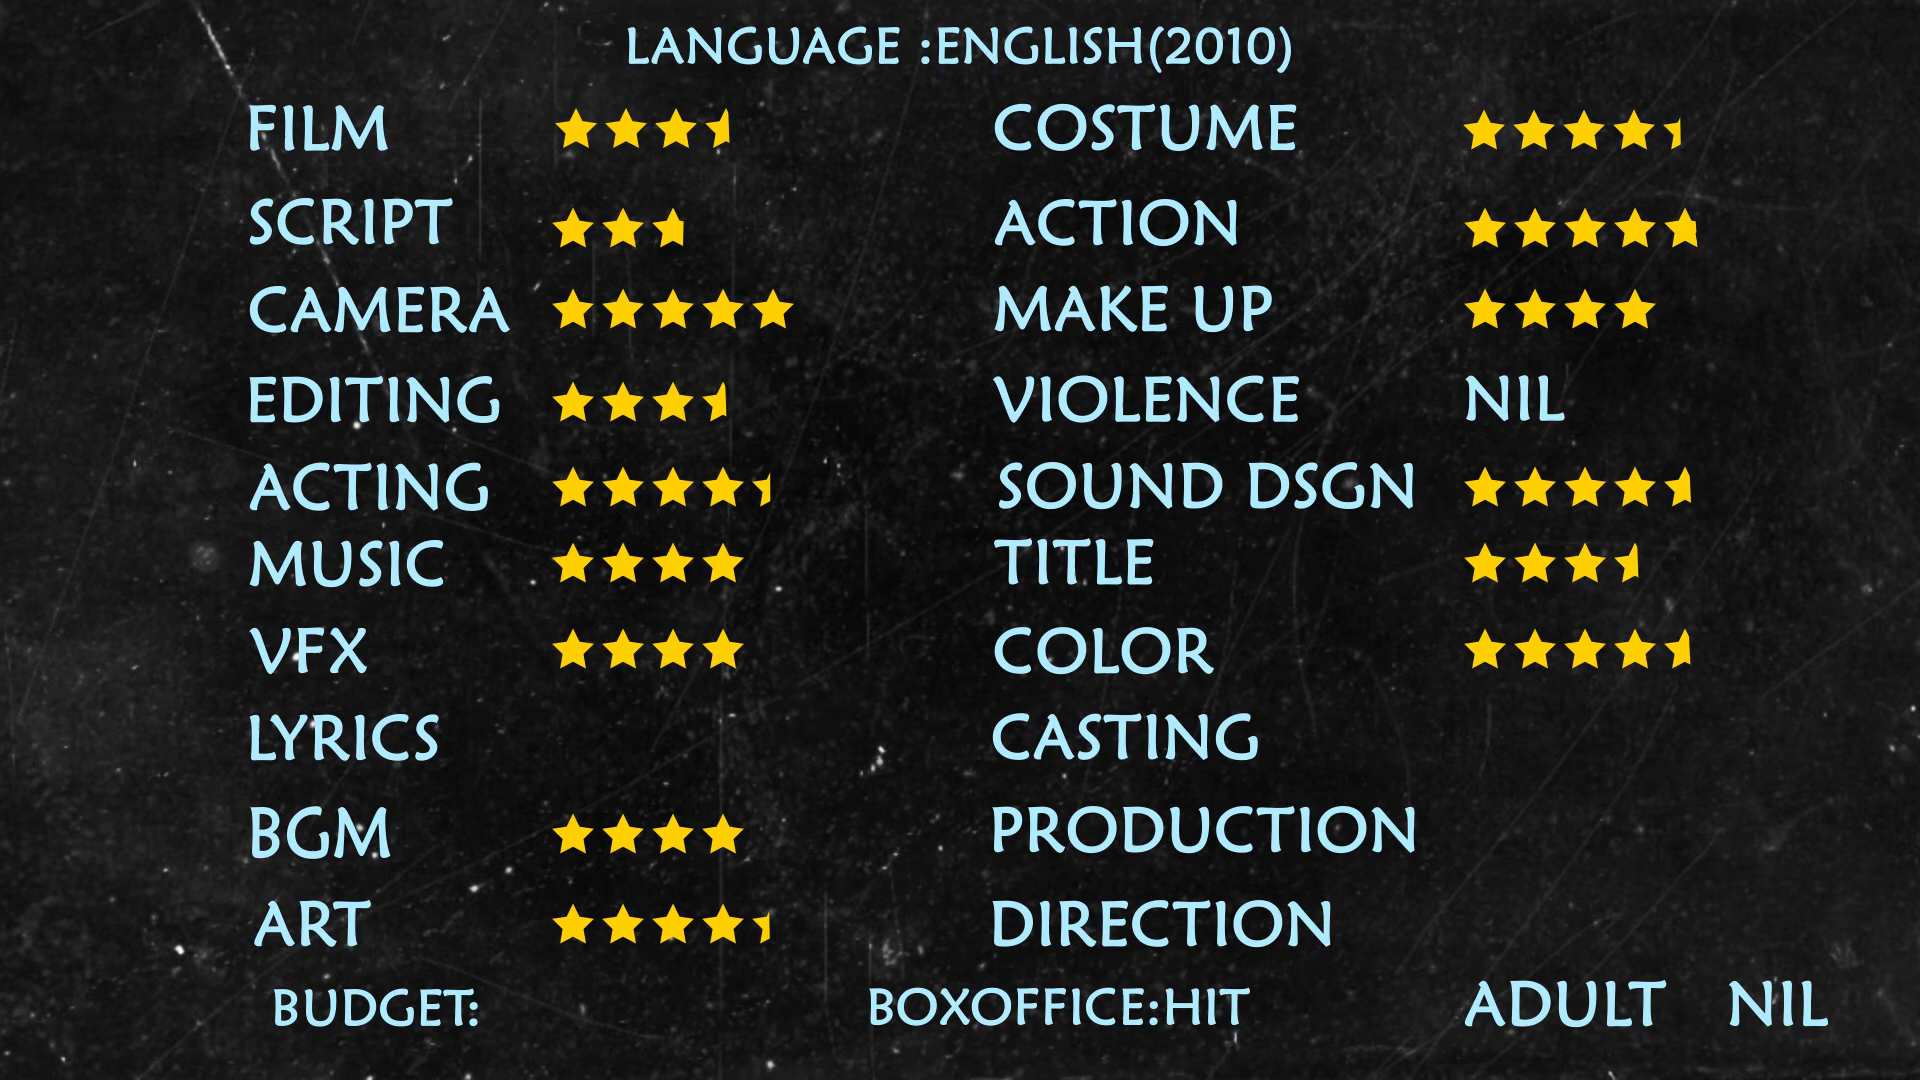 LANGUAGE :ENGLISH(2010)
FILM COSTUME
SCRIPT ACTION
CAMERA MAKE UP
EDITING VIOLENCE NIL
ACTING SOUND DSGN
MUSIC TITLE
VFX COLOR
LYRICS CASTING
BGM PRODUCTION
ART DIRECTION
BUDGET: BOXOFFICE:HIT ADULT NIL